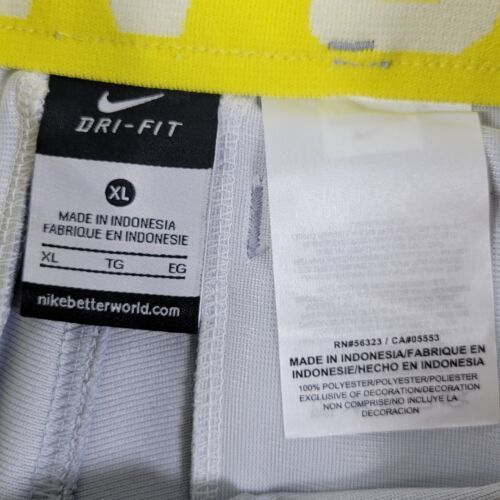 DRI-FIT
XL
MADE IN INDONESIA
FABRIQUE EN INDONESIE
XL TG EG
nikebetterworld.com
RN#56323 / CA#05553
MADE IN INDONESIA/FABRIQUE EN
INDONESIE/HECHO EN INDONESIA
100% POLYESTER/POLYESTER/POLIESTER
EXCLUSIVE OF DECORATION/DECORATION
NON COMPRISE/NO INCLUYE LA
DECORACION